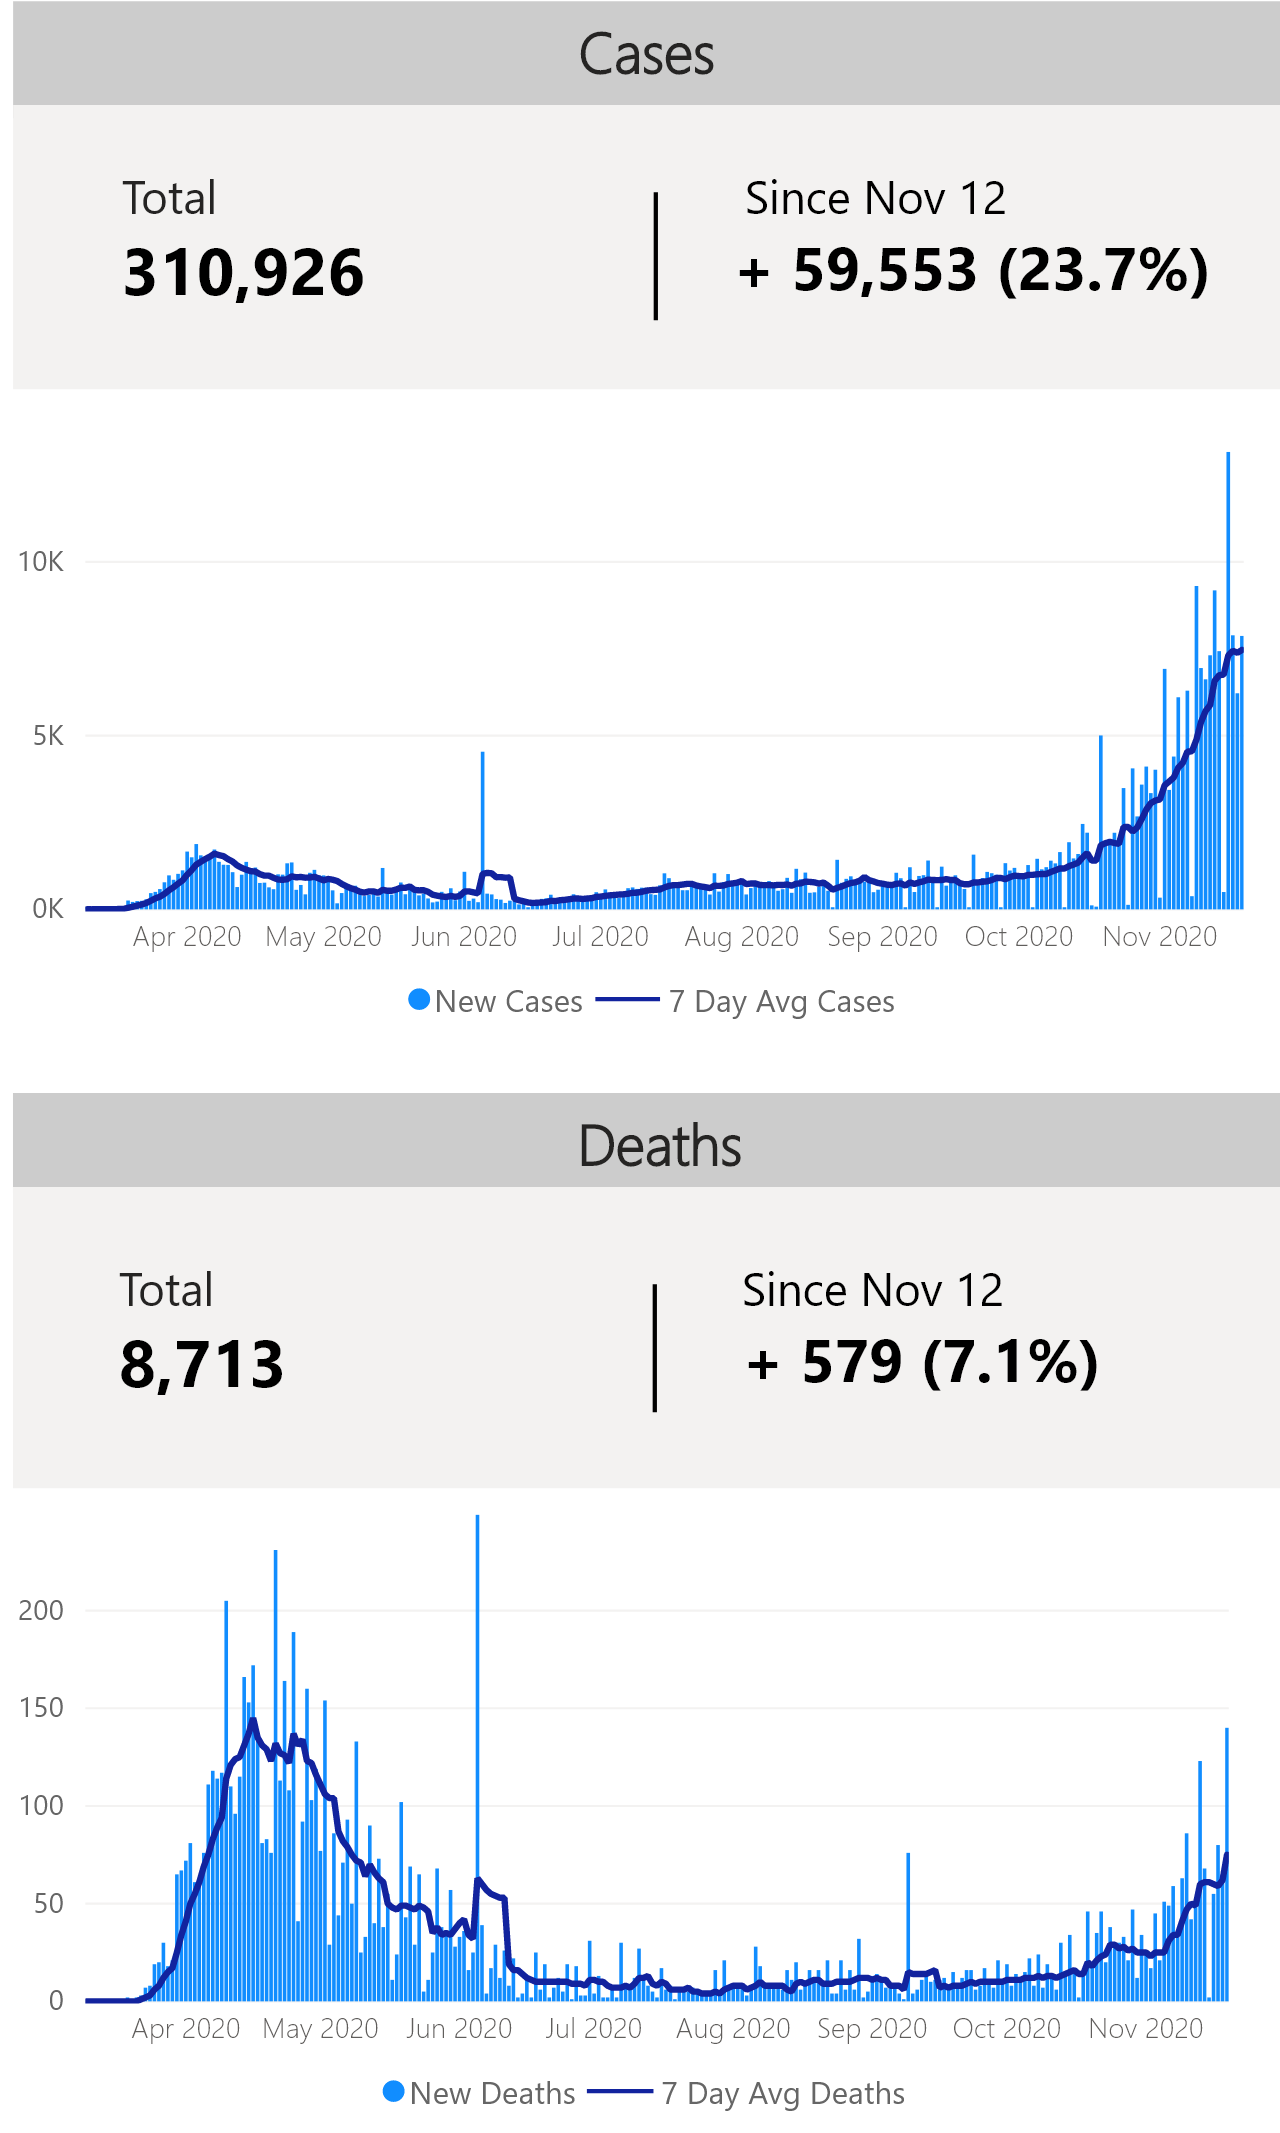 Cases
Total
Since Nov 12
310,926
+ 59,553 (23.7%)
10K
5K
0K
Apr 2020 May 2020 Jun 2020 Jul 2020 Aug 2020 Sep 2020 Oct 2020 Nov 2020
New Cases 7 Day Avg Cases
Deaths
Total
Since Nov 12
8,713
+ 579 (7.1%)
200
150
100
50
0
Apr 2020 May 2020 Jun 2020 Jul 2020 Aug 2020 Sep 2020 Oct 2020 Nov 2020
New Deaths 7 Day Avg Deaths